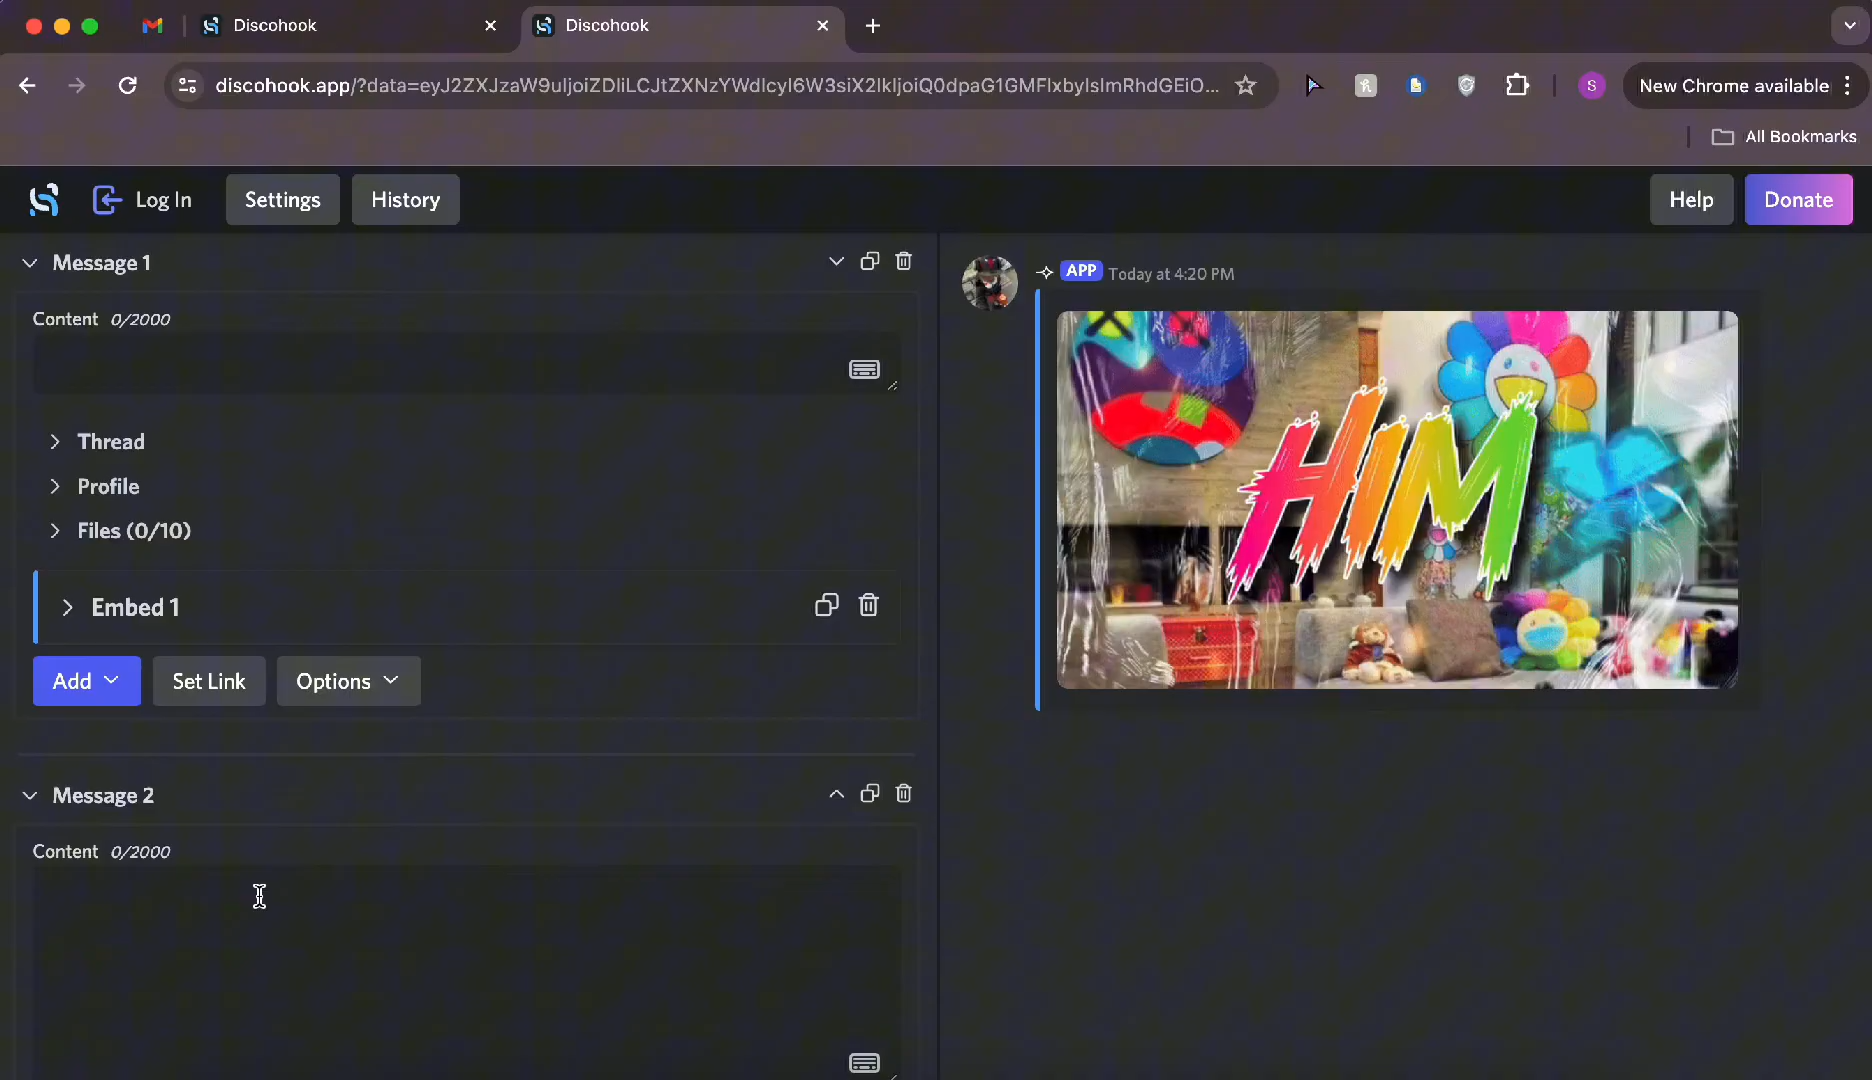 Discohook
Discohook
discohook.app/?data=eyJ2ZXJzaW9uIjoiZDIiLCJtZXNzYWdlcyI6W3siX2lkIjoiQ0dpaG1GMFIxbyIsImRhdGEiO...
S
New Chrome available
All Bookmarks
Log In
Settings
History
Help
Donate
Message 1
Content 0/2000
Thread
Profile
Files (0/10)
Embed 1
Add
Set Link
Options
Message 2
Content 0/2000
APP Today at 4:20 PM
HIM